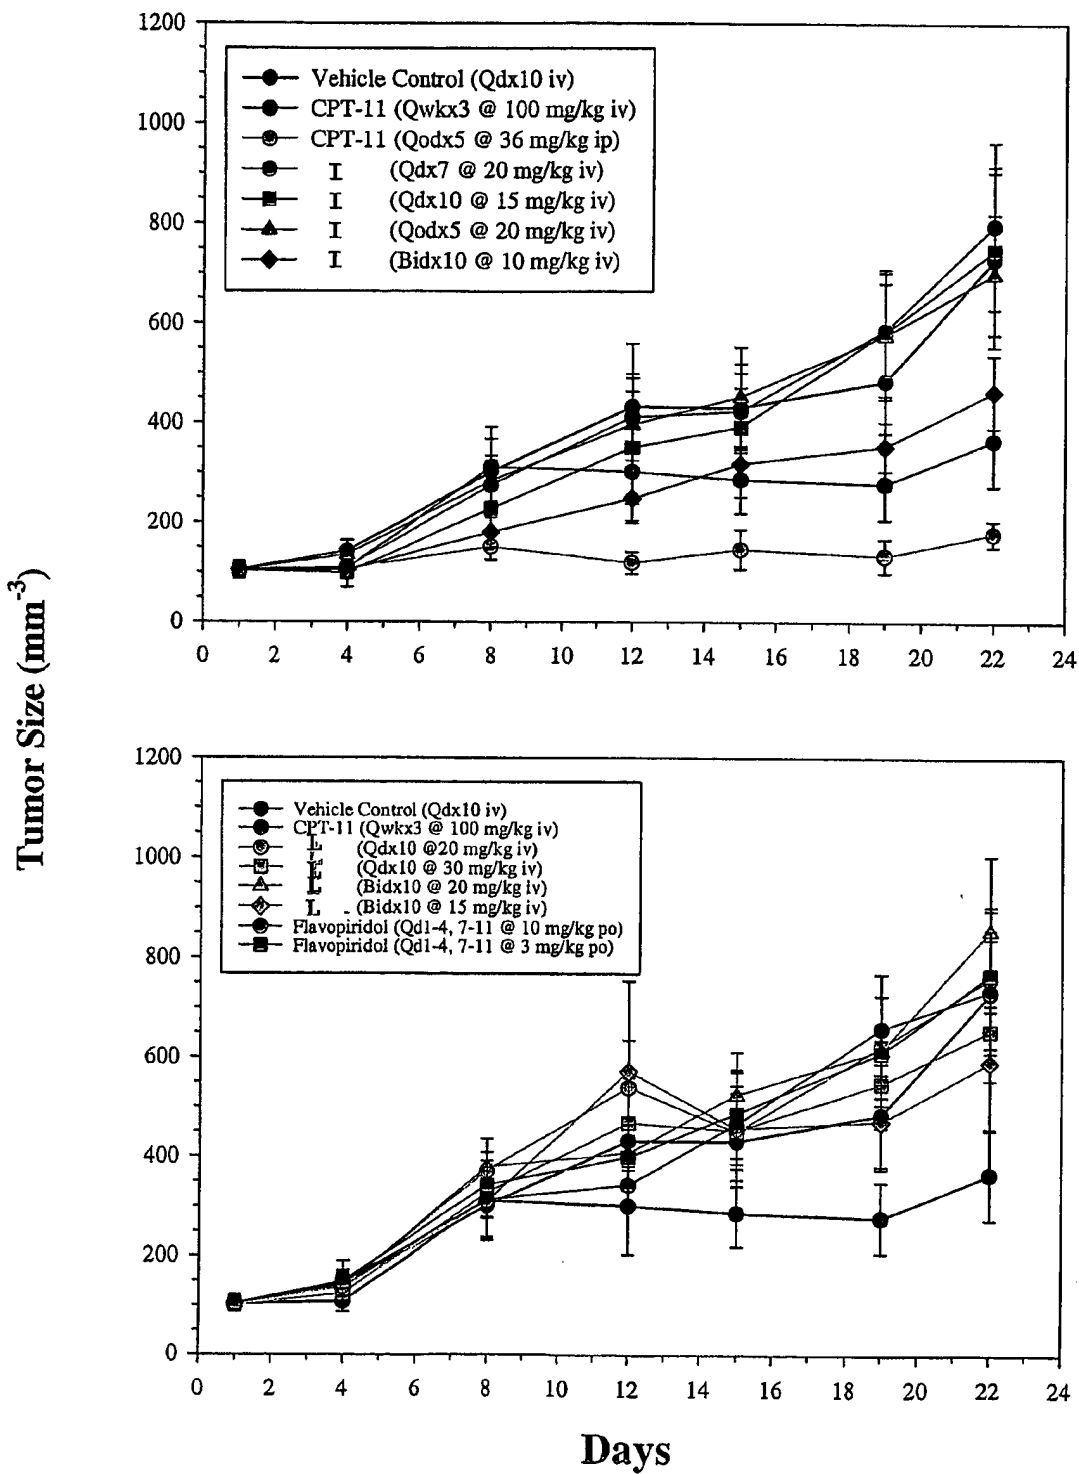 1200
1000
800
600
400
200
0
Vehicle Control (Qdx10 iv)
CPT-11 (Qwkx3 @ 100 mg/kg iv)
CPT-11 (Qodx5 @ 36 mg/kg ip)
I (Qdx7 @ 20 mg/kg iv)
I (Qdx10 @ 15 mg/kg iv)
I (Qodx5 @ 20 mg/kg iv)
I (Bidx10 @ 10 mg/kg iv)
0 2 4 6 8 10 12 14 16 18 20 22 24
Tumor Size (mm⁻³)
1200
1000
800
600
400
200
0
Vehicle Control (Qdx10 iv)
CPT-11 (Qwkx3 @ 100 mg/kg iv)
L (Qdx10 @20 mg/kg iv)
L (Qdx10 @ 30 mg/kg iv)
L (Bidx10 @ 20 mg/kg iv)
L (Bidx10 @ 15 mg/kg iv)
Flavopiridol (Qd1-4, 7-11 @ 10 mg/kg po)
Flavopiridol (Qd1-4, 7-11 @ 3 mg/kg po)
0 2 4 6 8 10 12 14 16 18 20 22 24
Days